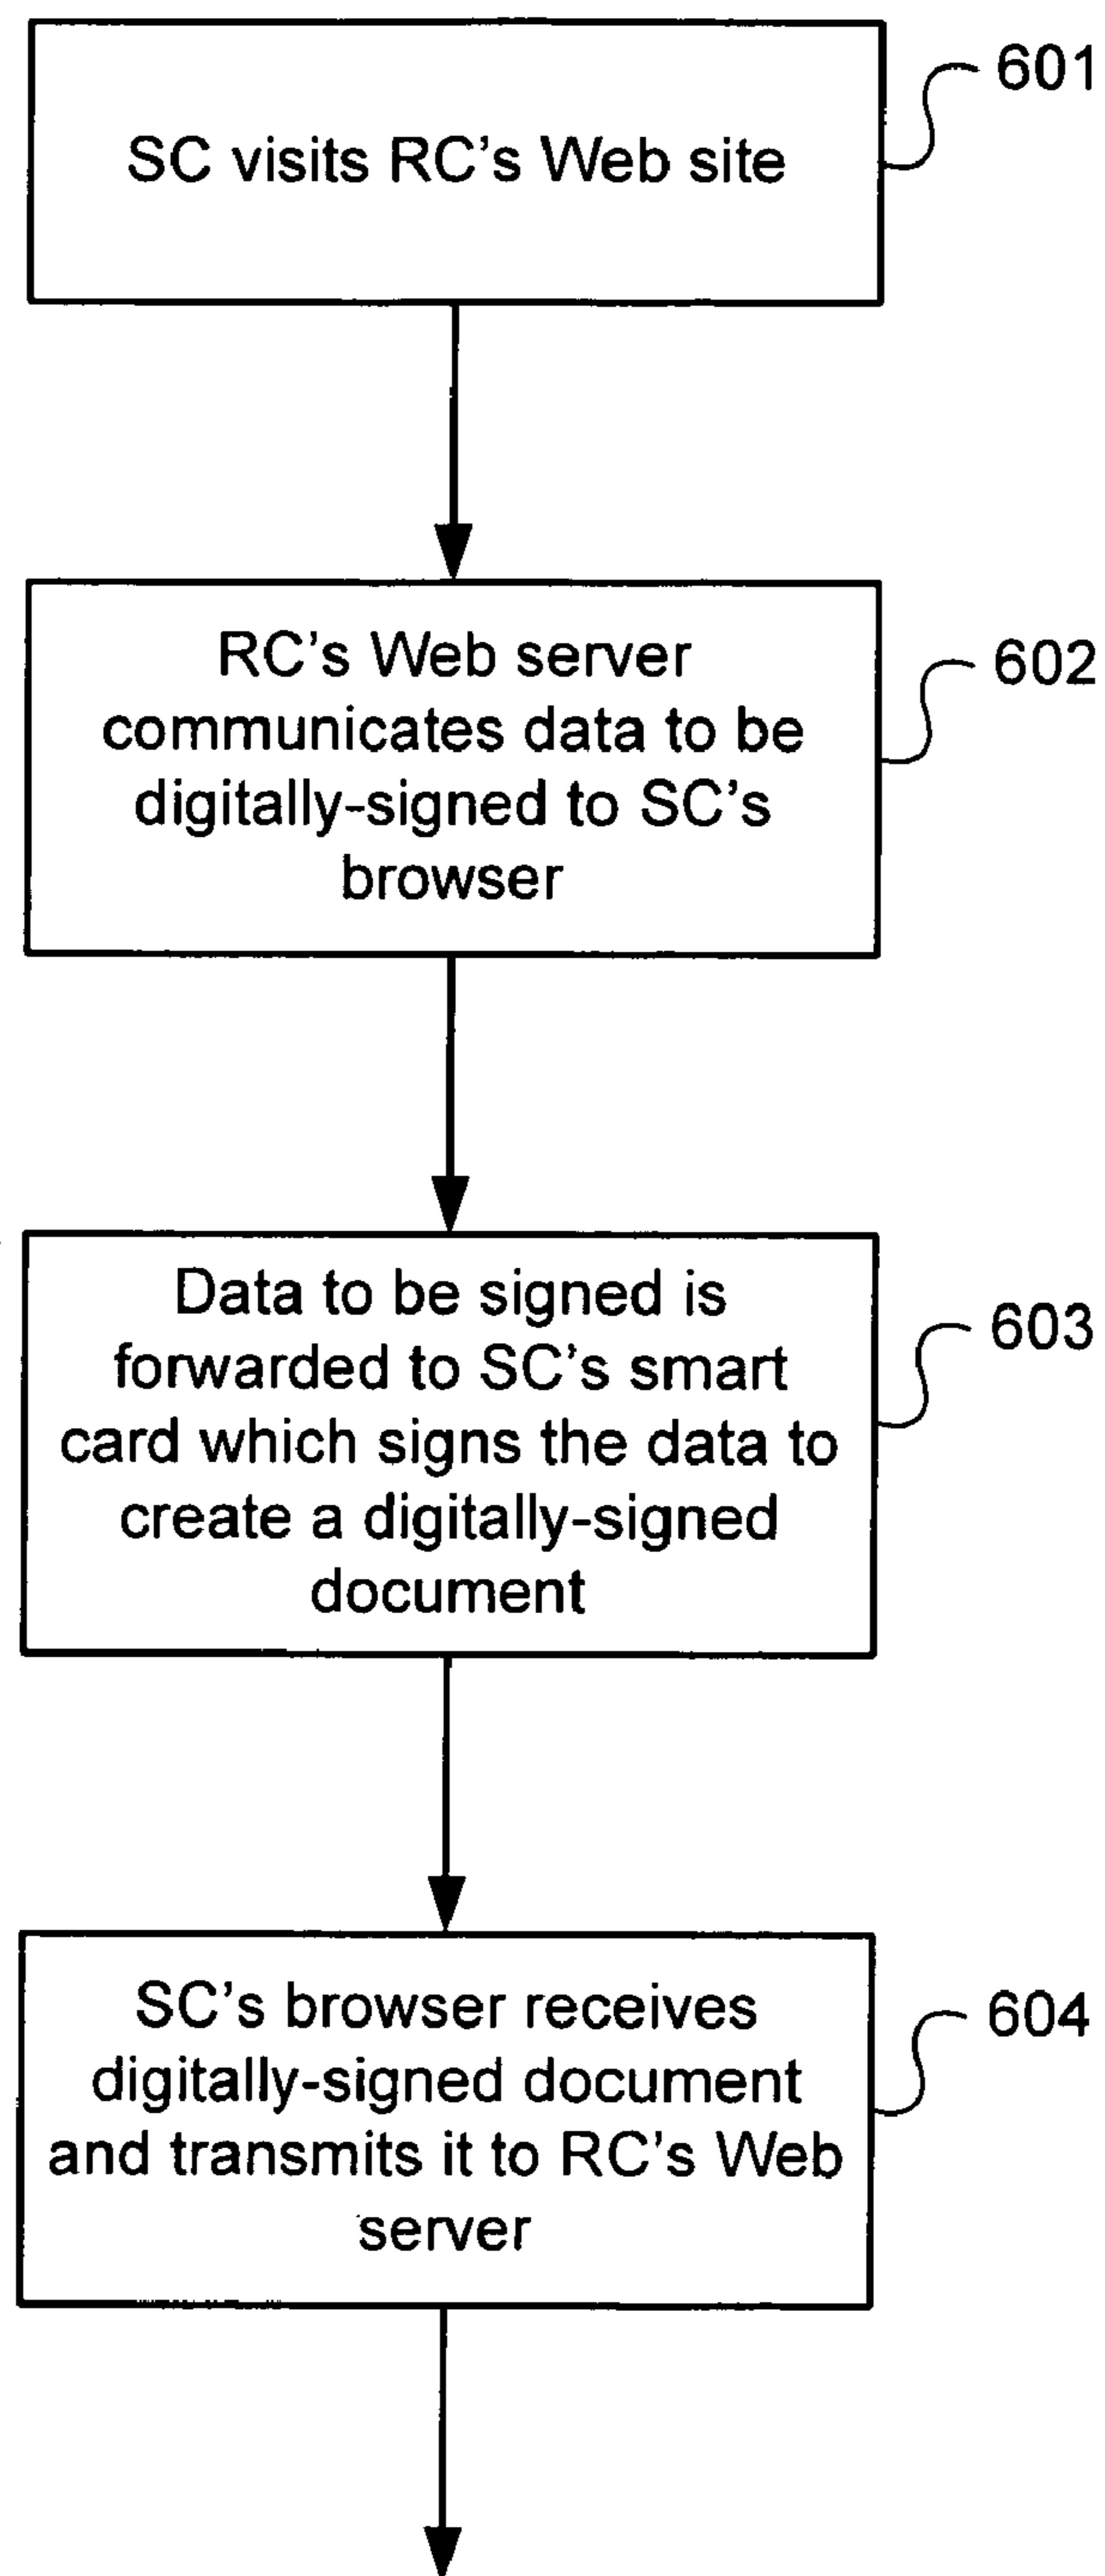 SC visits RC's Web site
601
RC's Web server
communicates data to be
digitally-signed to SC's
browser
602
Data to be signed is
forwarded to SC's smart
card which signs the data to
create a digitally-signed
document
603
SC's browser receives
digitally-signed document
and transmits it to RC's Web
server
604